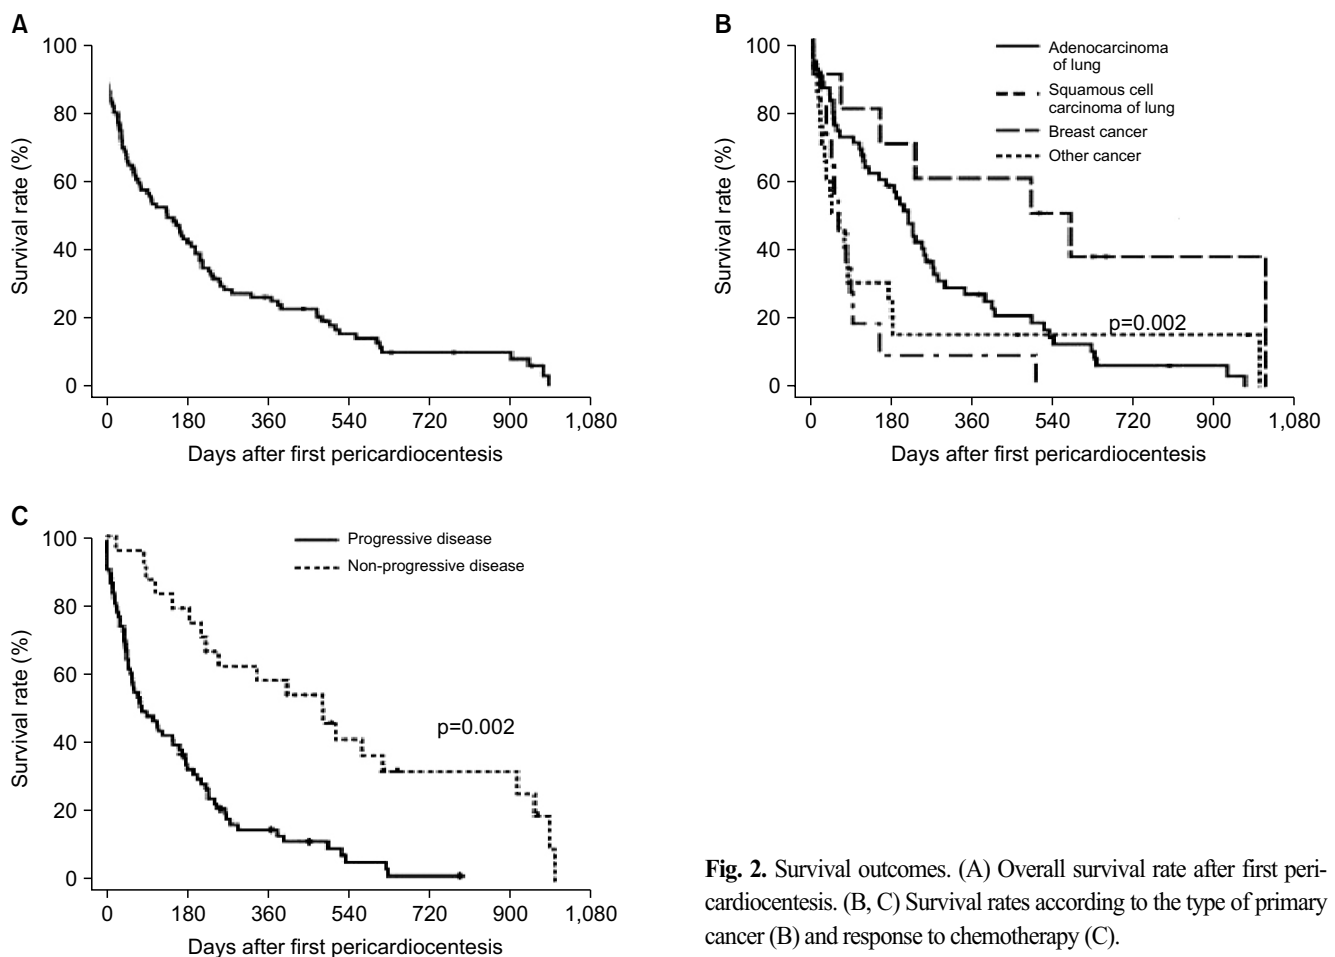 A
100
80
60
40
20
0
Survival rate (%)
0 180 360 540 720 900 1,080
Days after first pericardiocentesis
B
100
80
60
40
20
0
Survival rate (%)
Adenocarcinoma
of lung
Squamous cell
carcinoma of lung
Breast cancer
Other cancer
p=0.002
0 180 360 540 720 900 1,080
Days after first pericardiocentesis
C
100
80
60
40
20
0
Survival rate (%)
Progressive disease
Non-progressive disease
p=0.002
0 180 360 540 720 900 1,080
Days after first pericardiocentesis
Fig. 2. Survival outcomes. (A) Overall survival rate after first peri-
cardiocentesis. (B, C) Survival rates according to the type of primary
cancer (B) and response to chemotherapy (C).